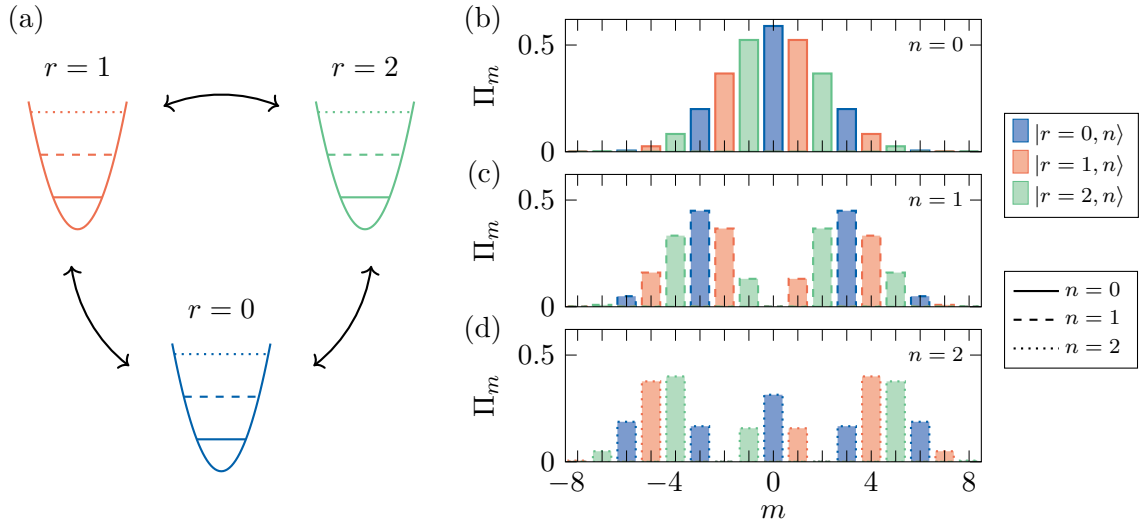 (a)
r = 1
r = 2
r = 0
(b)
0.5
0
Π_m
n = 0
(c)
0.5
0
Π_m
n = 1
(d)
0.5
0
Π_m
n = 2
−8
−4
0
4
8
m
|r = 0, n⟩
|r = 1, n⟩
|r = 2, n⟩
n = 0
n = 1
n = 2